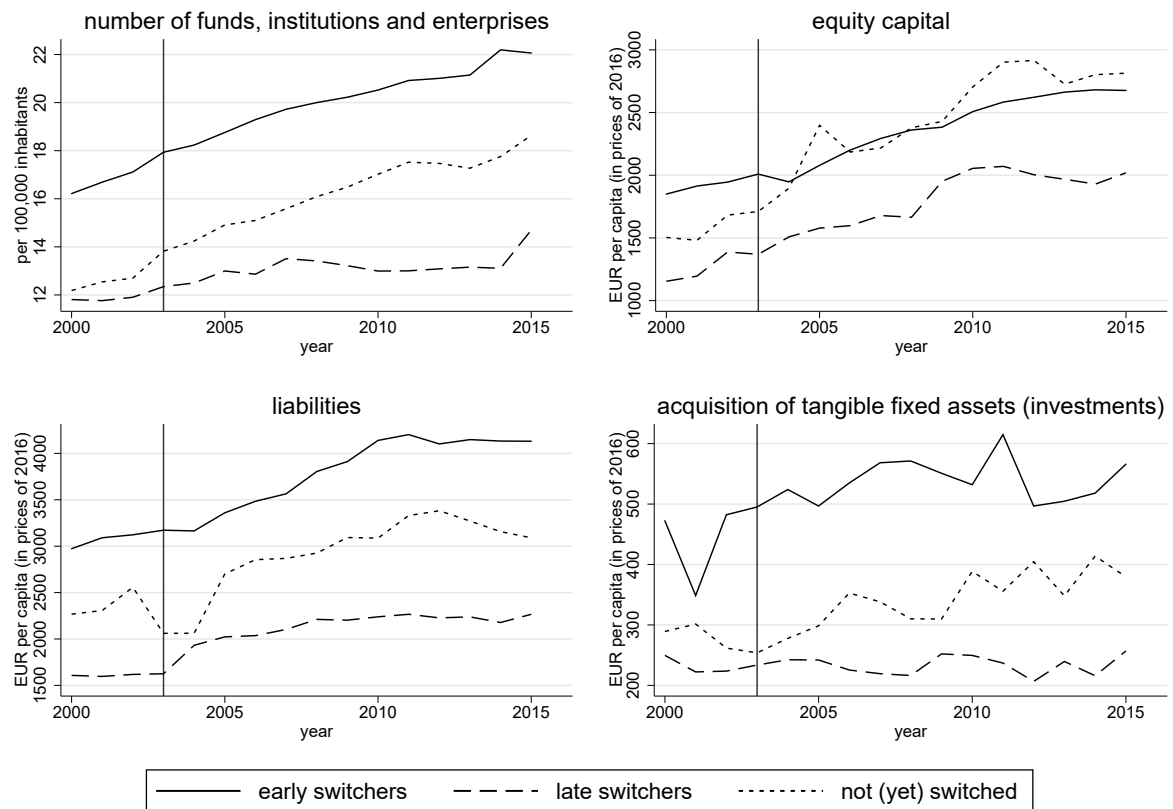 number of funds, institutions and enterprises
per 100,000 inhabitants
22
20
18
16
14
12
2000 2005 2010 2015
year
equity capital
EUR per capita (in prices of 2016)
3000
2500
2000
1500
1000
2000 2005 2010 2015
year
liabilities
EUR per capita (in prices of 2016)
4000
3500
3000
2500
2000
1500
2000 2005 2010 2015
year
acquisition of tangible fixed assets (investments)
EUR per capita (in prices of 2016)
600
500
400
300
200
2000 2005 2010 2015
year
early switchers late switchers not (yet) switched